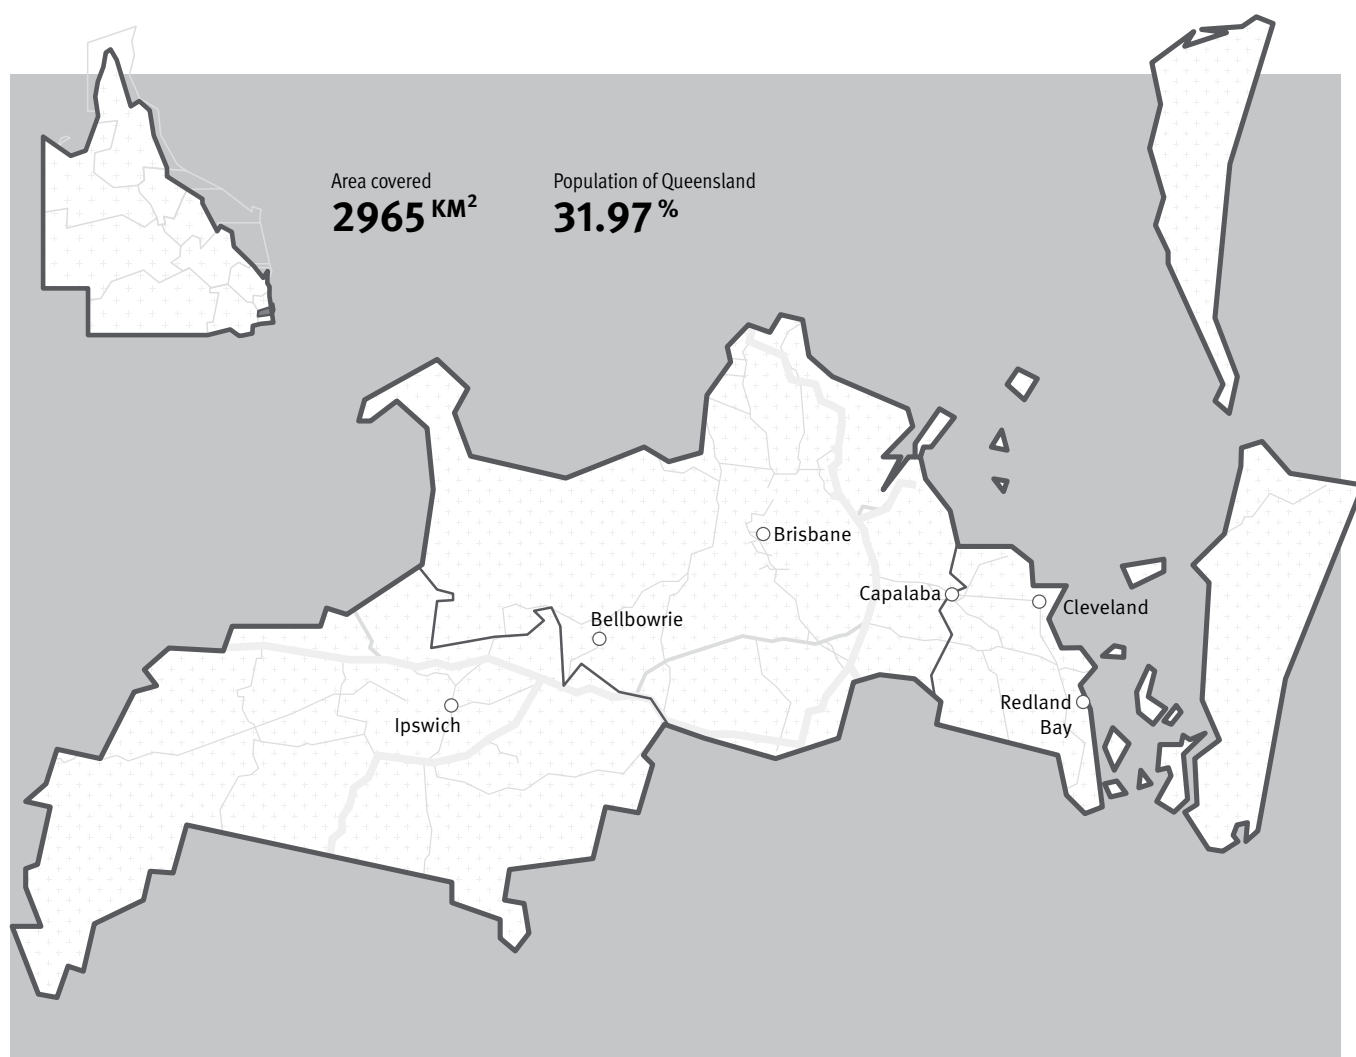 Area covered
2965 KM²
Population of Queensland
31.97 %
Brisbane
Capalaba
Cleveland
Bellbowrie
Redland
Bay
Ipswich